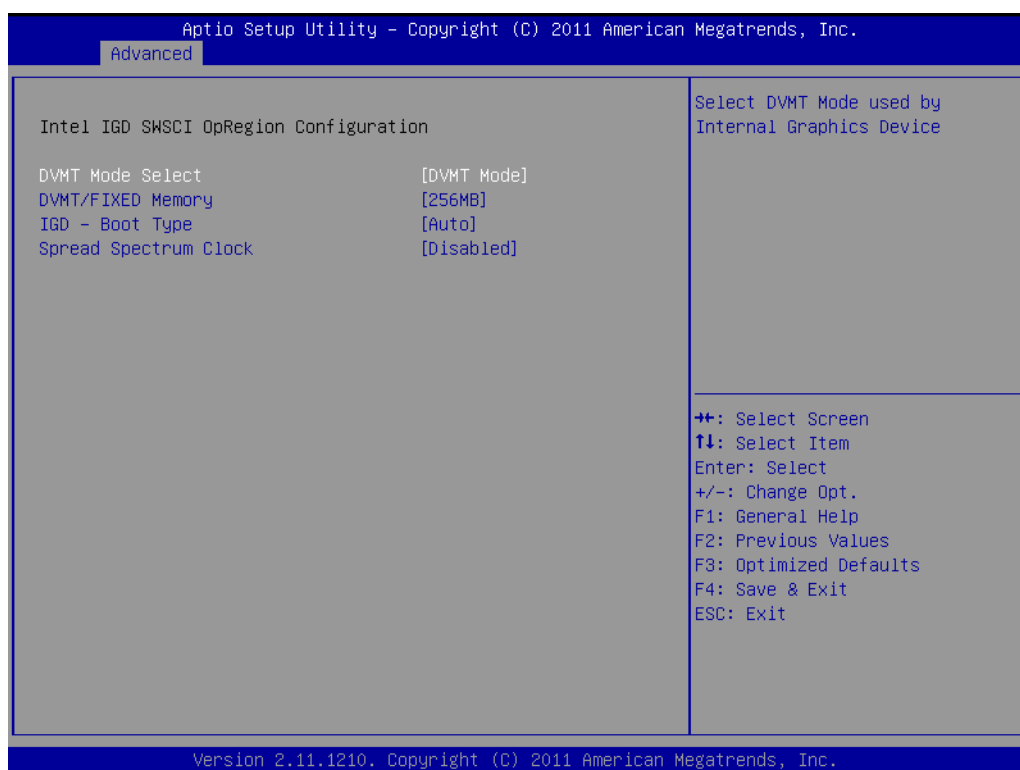 Aptio Setup Utility – Copyright (C) 2011 American Megatrends, Inc.
Advanced
Intel IGD SWSCI OpRegion Configuration
DVMT Mode Select [DVMT Mode]
DVMT/FIXED Memory [256MB]
IGD – Boot Type [Auto]
Spread Spectrum Clock [Disabled]
Select DVMT Mode used by
Internal Graphics Device
→←: Select Screen
↑↓: Select Item
Enter: Select
+/-: Change Opt.
F1: General Help
F2: Previous Values
F3: Optimized Defaults
F4: Save & Exit
ESC: Exit
Version 2.11.1210. Copyright (C) 2011 American Megatrends, Inc.